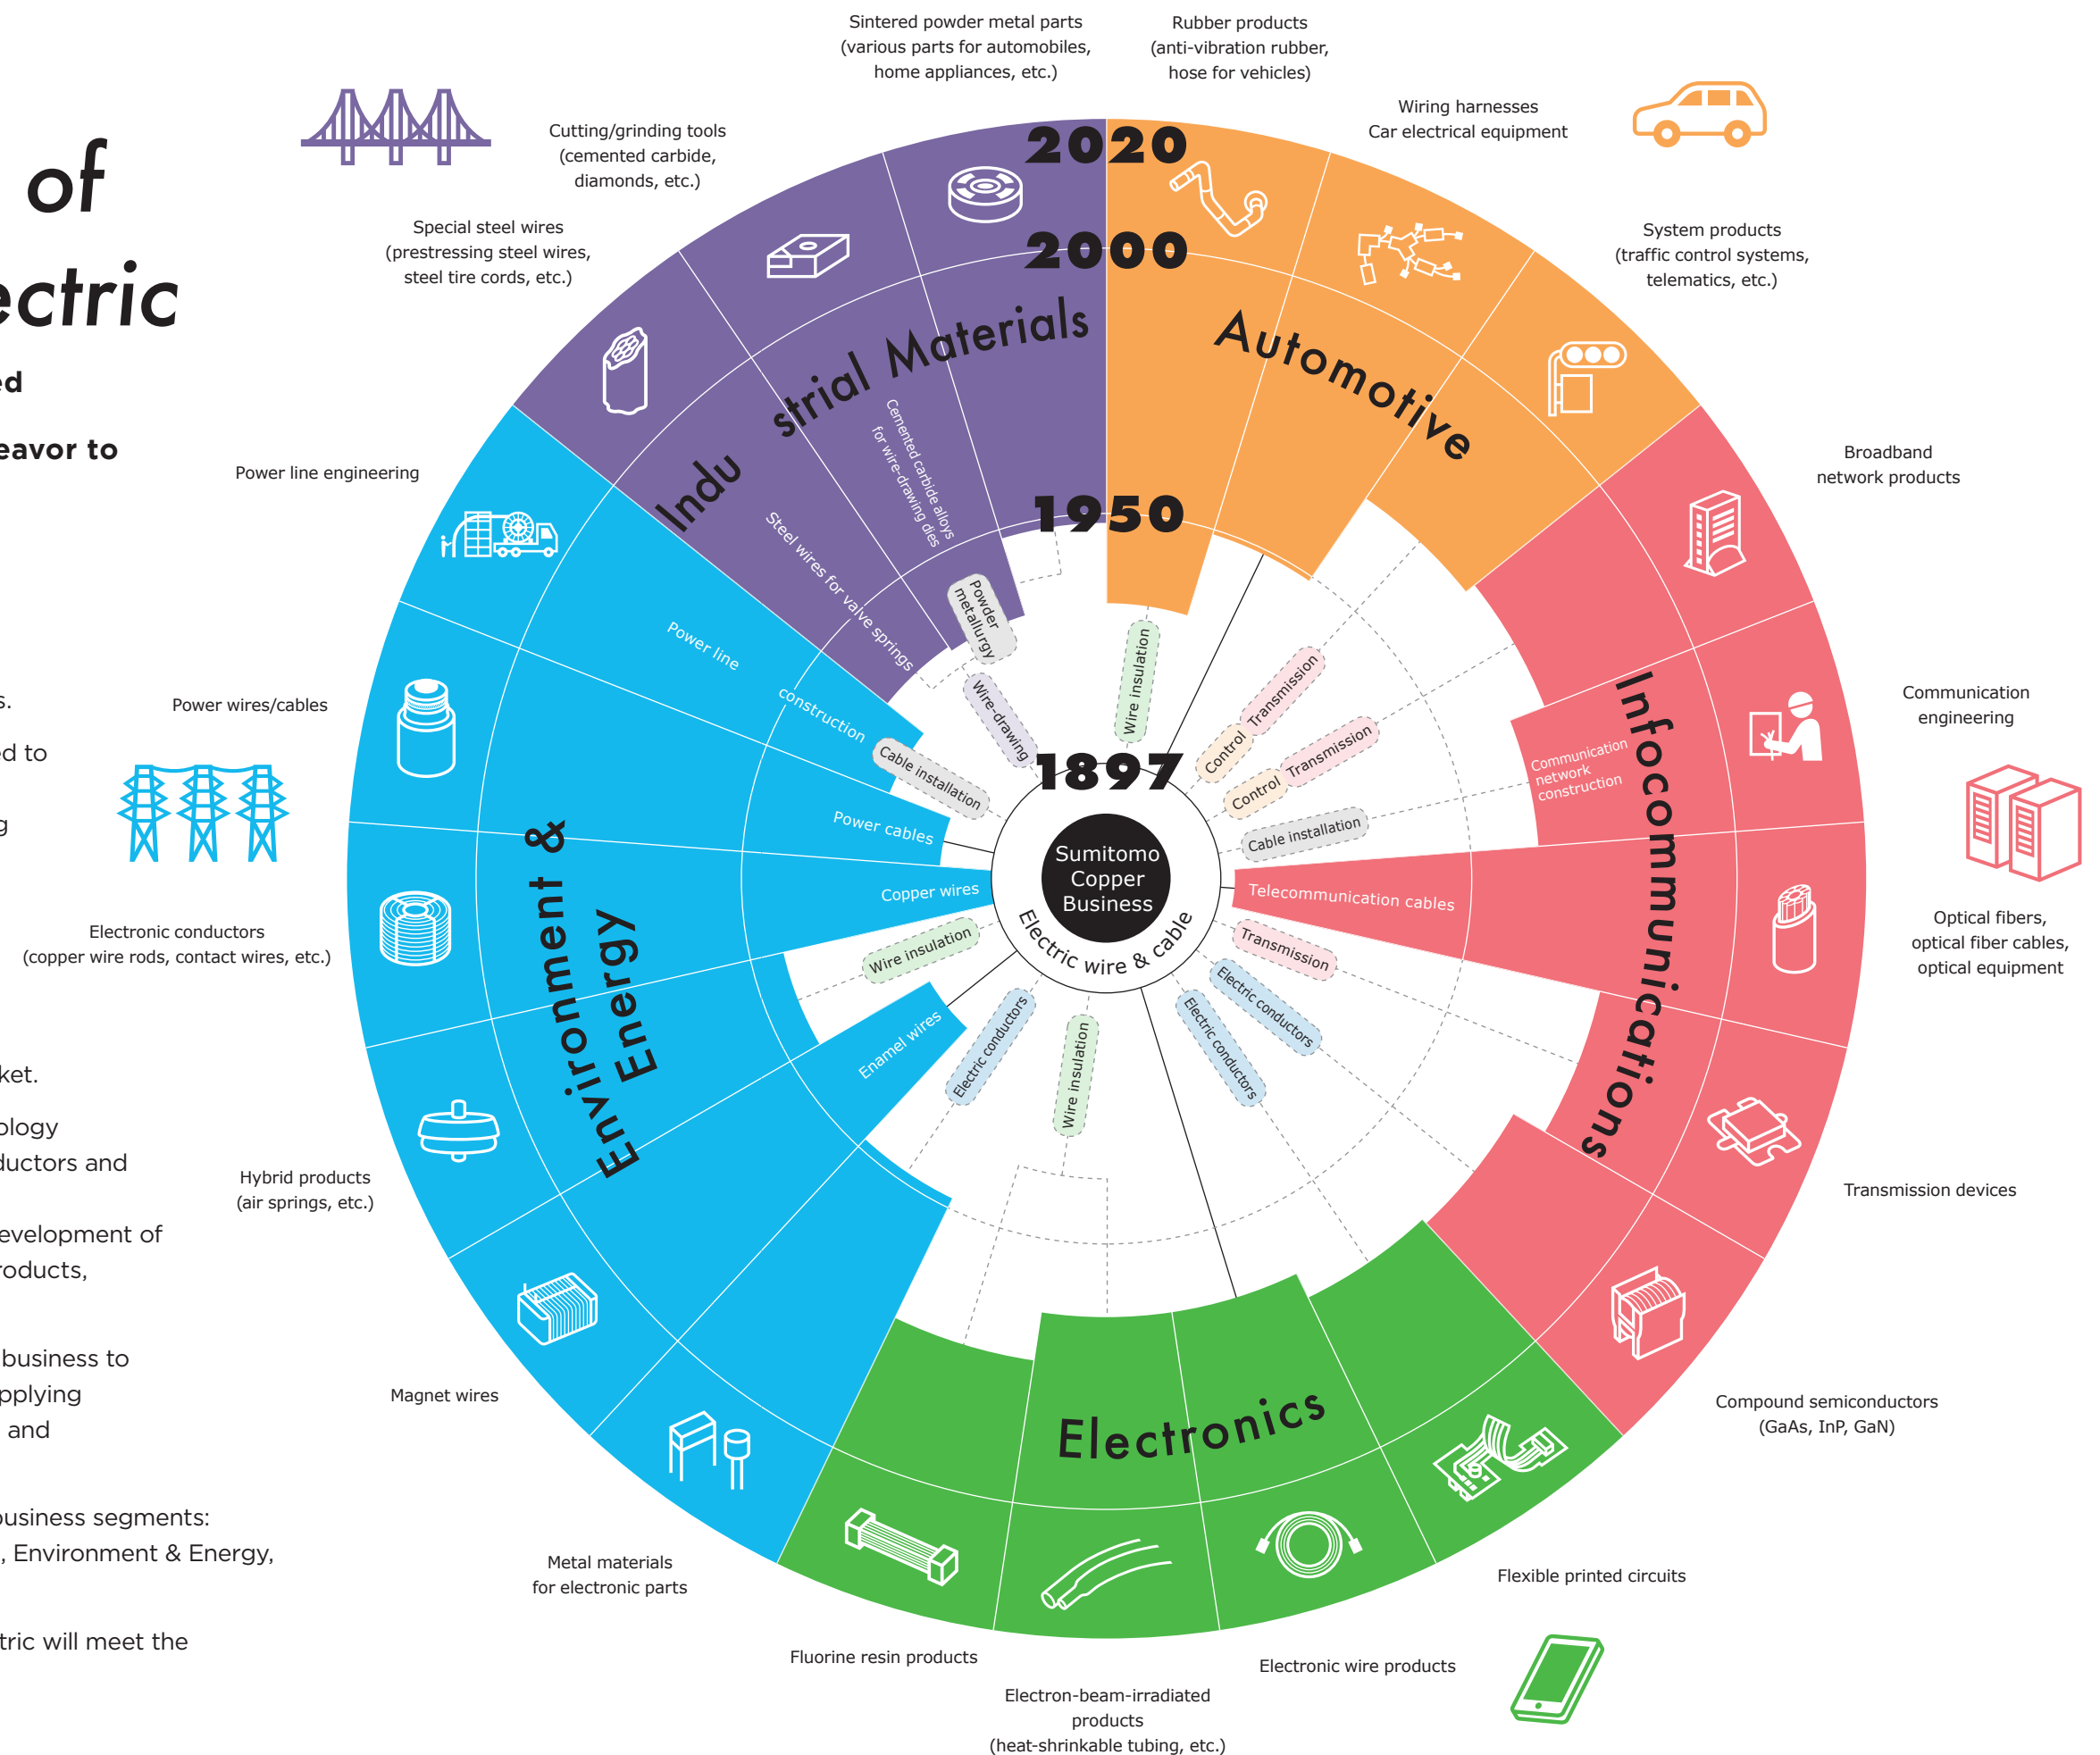 of
ectric
ed
eavor to
s.
ed to
g
ket.
ology
ductors and
evelopment of
roducts,
business to
pplying
and
business segments:
, Environment & Energy,
tric will meet the
Sintered powder metal parts
(various parts for automobiles,
home appliances, etc.)
Rubber products
(anti-vibration rubber,
hose for vehicles)
Wiring harnesses
Car electrical equipment
System products
(traffic control systems,
telematics, etc.)
Broadband
network products
Communication
engineering
Optical fibers,
optical fiber cables,
optical equipment
Transmission devices
Compound semiconductors
(GaAs, InP, GaN)
Flexible printed circuits
Electronic wire products
Electron-beam-irradiated
products
(heat-shrinkable tubing, etc.)
Fluorine resin products
Metal materials
for electronic parts
Magnet wires
Hybrid products
(air springs, etc.)
Electronic conductors
(copper wire rods, contact wires, etc.)
Power wires/cables
Power line engineering
Special steel wires
(prestressing steel wires,
steel tire cords, etc.)
Cutting/grinding tools
(cemented carbide,
diamonds, etc.)
2020
2000
1950
1897
Industrial Materials
Automotive
Infocommunications
Electronics
Environment &
Energy
Cemented carbide alloys
for wire-drawing dies
Steel wires for valve springs
Power line
construction
Power cables
Copper wires
Enamel wires
Telecommunication cables
Communication
network
construction
Powder
metallurgy
Wire-drawing
Cable installation
Wire insulation
Control
Transmission
Control
Transmission
Cable installation
Transmission
Electric conductors
Electric conductors
Wire insulation
Electric conductors
Wire insulation
Sumitomo
Copper
Business
Electric wire & cable